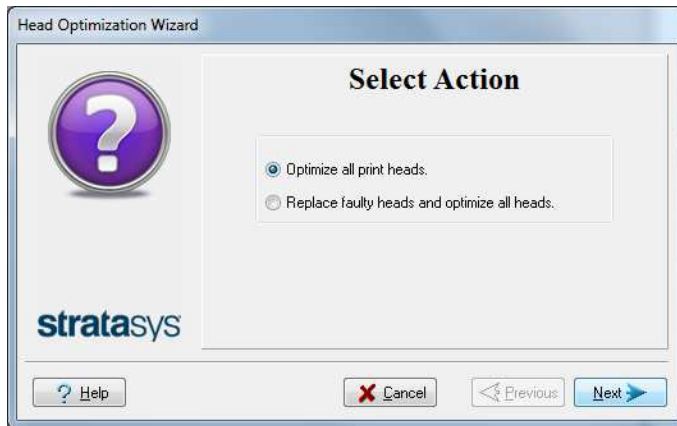 Head Optimization Wizard
Select Action
Optimize all print heads.
Replace faulty heads and optimize all heads.
stratasys
? Help
Cancel
Previous
Next